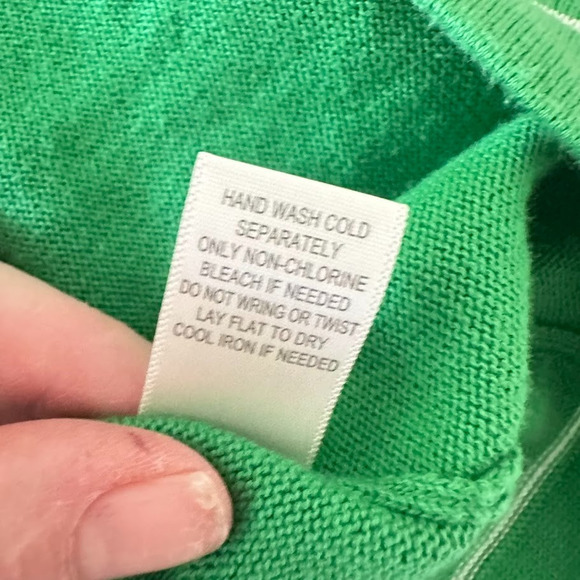 HAND WASH COLD
SEPARATELY
ONLY NON-CHLORINE
BLEACH IF NEEDED
DO NOT WRING OR TWIST
LAY FLAT TO DRY
COOL IRON IF NEEDED